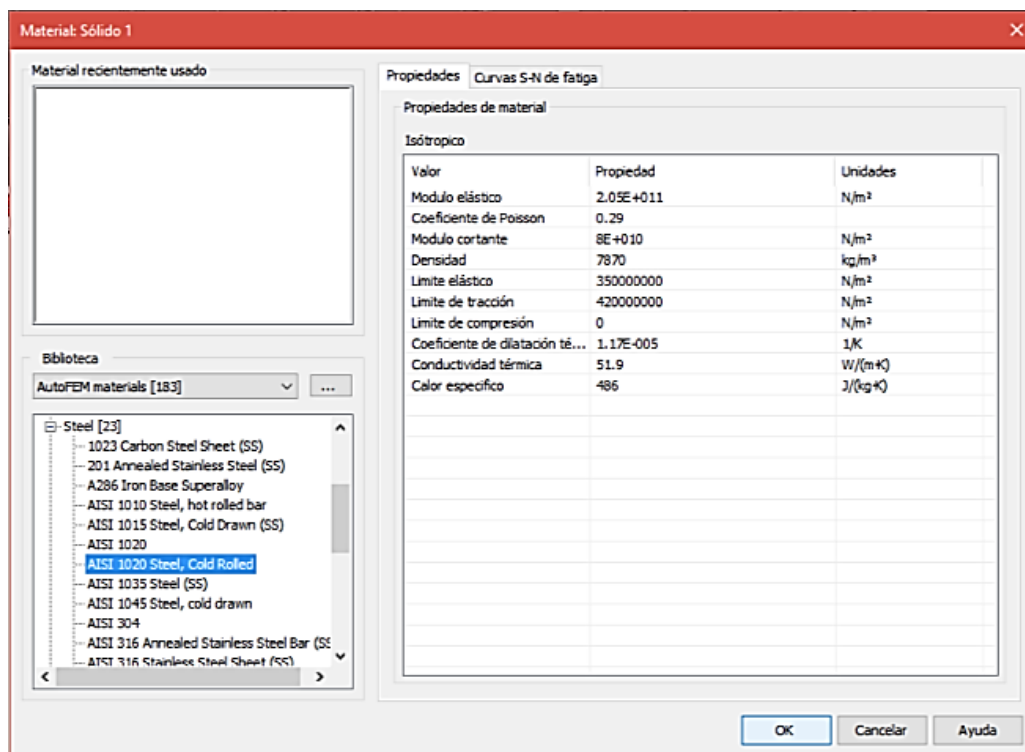 Material: Sólido 1
Material recientemente usado
Biblioteca
AutoFEM materials [183]
...
Steel [23]
1023 Carbon Steel Sheet (SS)
201 Annealed Stainless Steel (SS)
A286 Iron Base Superalloy
AISI 1010 Steel, hot rolled bar
AISI 1015 Steel, Cold Drawn (SS)
AISI 1020
AISI 1020 Steel, Cold Rolled
AISI 1035 Steel (SS)
AISI 1045 Steel, cold drawn
AISI 304
AISI 316 Annealed Stainless Steel Bar (SS
AISI 316 Stainless Steel Sheet (SS)
Propiedades Curvas S-N de fatiga
Propiedades de material
Isótropico
Valor Propiedad Unidades
Modulo elástico 2.05E+011 N/m²
Coeficiente de Poisson 0.29
Modulo cortante 8E+010 N/m²
Densidad 7870 kg/m³
Limite elástico 350000000 N/m²
Limite de tracción 420000000 N/m²
Limite de compresión 0 N/m²
Coeficiente de dilatación té... 1.17E-005 1/K
Conductividad térmica 51.9 W/(m*K)
Calor especifico 486 J/(kg*K)
OK Cancelar Ayuda